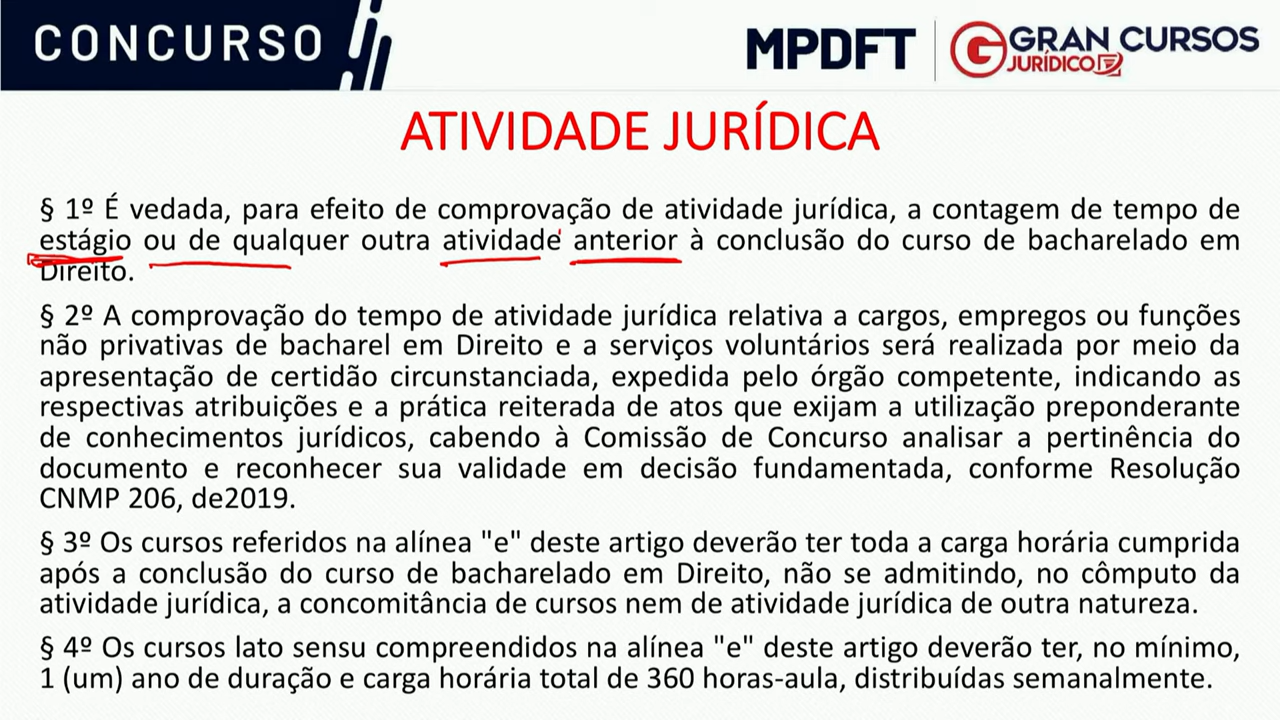 CONCURSO
MPDFT
GRAN CURSOS
JURÍDICO
ATIVIDADE JURÍDICA
§ 1º É vedada, para efeito de comprovação de atividade jurídica, a contagem de tempo de
estágio ou de qualquer outra atividade anterior à conclusão do curso de bacharelado em
Direito.
§ 2º A comprovação do tempo de atividade jurídica relativa a cargos, empregos ou funções
não privativas de bacharel em Direito e a serviços voluntários será realizada por meio da
apresentação de certidão circunstanciada, expedida pelo órgão competente, indicando as
respectivas atribuições e a prática reiterada de atos que exijam a utilização preponderante
de conhecimentos jurídicos, cabendo à Comissão de Concurso analisar a pertinência do
documento e reconhecer sua validade em decisão fundamentada, conforme Resolução
CNMP 206, de2019.
§ 3º Os cursos referidos na alínea "e" deste artigo deverão ter toda a carga horária cumprida
após a conclusão do curso de bacharelado em Direito, não se admitindo, no cômputo da
atividade jurídica, a concomitância de cursos nem de atividade jurídica de outra natureza.
§ 4º Os cursos lato sensu compreendidos na alínea "e" deste artigo deverão ter, no mínimo,
1 (um) ano de duração e carga horária total de 360 horas-aula, distribuídas semanalmente.